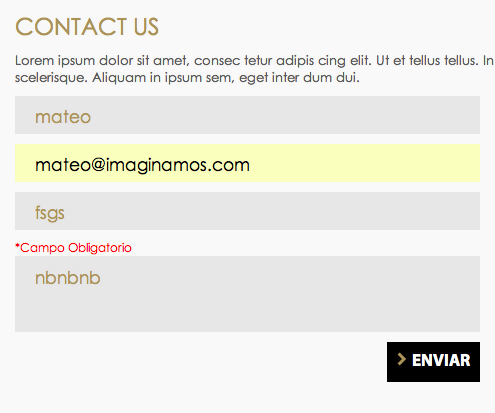 CONTACT US
Lorem ipsum dolor sit amet, consec tetur adipis cing elit. Ut et tellus tellus. In
scelerisque. Aliquam in ipsum sem, eget inter dum dui.
mateo
mateo@imaginamos.com
fsgs
*Campo Obligatorio
nbnbnb
ENVIAR